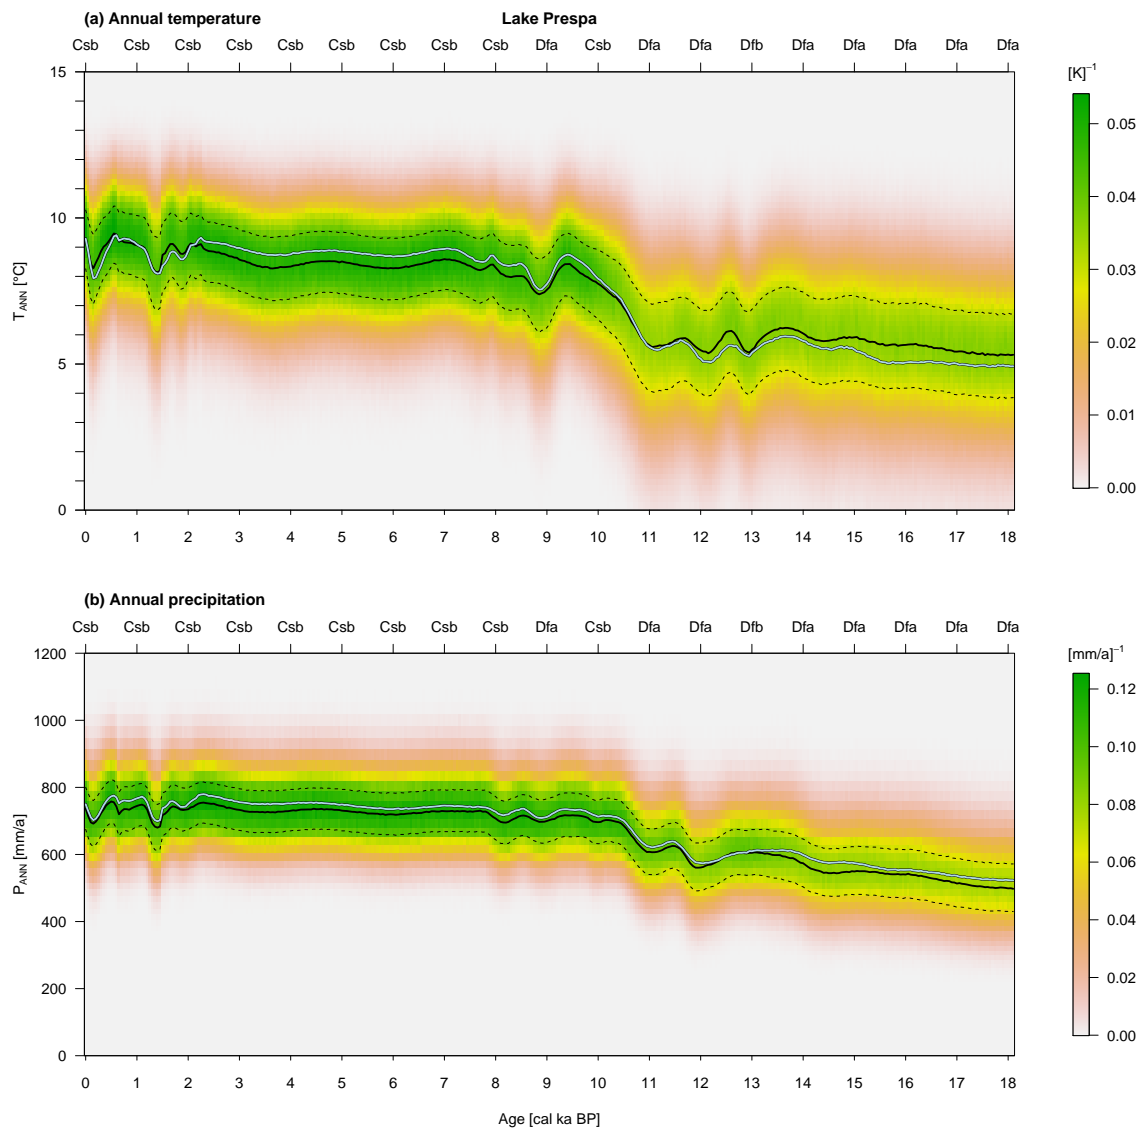 (a) Annual temperature Lake Prespa
Csb Csb Csb Csb Csb Csb Csb Csb Csb Dfa Csb Dfa Dfa Dfb Dfa Dfa Dfa Dfa Dfa
[K]⁻¹
15
10
5
0
T_ANN [°C]
0.05
0.04
0.03
0.02
0.01
0.00
0 1 2 3 4 5 6 7 8 9 10 11 12 13 14 15 16 17 18
(b) Annual precipitation
Csb Csb Csb Csb Csb Csb Csb Csb Csb Dfa Csb Dfa Dfa Dfb Dfa Dfa Dfa Dfa Dfa
[mm/a]⁻¹
1200
1000
800
600
400
200
0
P_ANN [mm/a]
0.12
0.10
0.08
0.06
0.04
0.02
0.00
0 1 2 3 4 5 6 7 8 9 10 11 12 13 14 15 16 17 18
Age [cal ka BP]